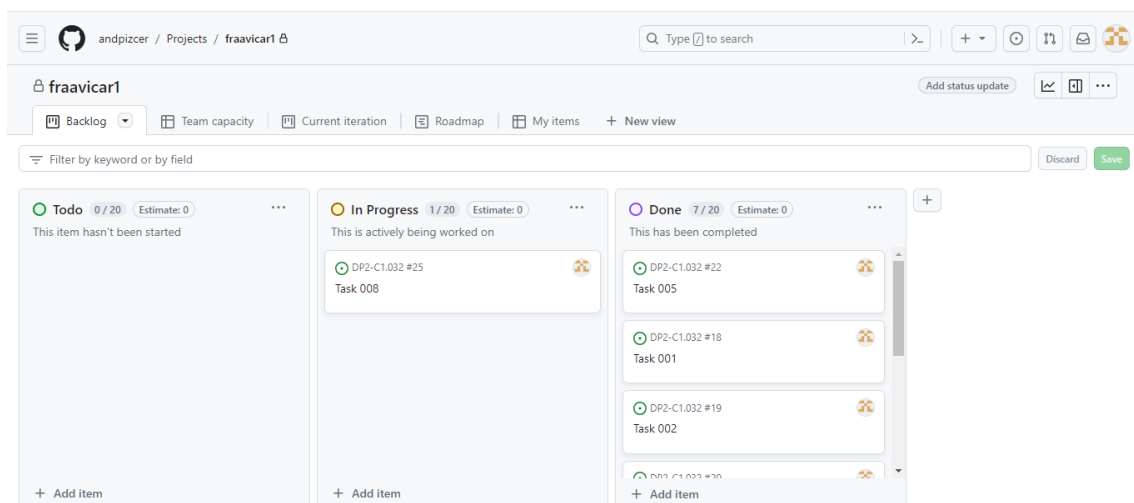 andpizcer / Projects / fraavicar1
Type / to search
fraavicar1
Add status update
Backlog
Team capacity
Current iteration
Roadmap
My items
+ New view
Filter by keyword or by field
Discard
Save
Todo 0 / 20 Estimate: 0
This item hasn't been started
+ Add item
In Progress 1 / 20 Estimate: 0
This is actively being worked on
DP2-C1.032 #25
Task 008
+ Add item
Done 7 / 20 Estimate: 0
This has been completed
DP2-C1.032 #22
Task 005
DP2-C1.032 #18
Task 001
DP2-C1.032 #19
Task 002
DP2-C1.032 #20
+ Add item